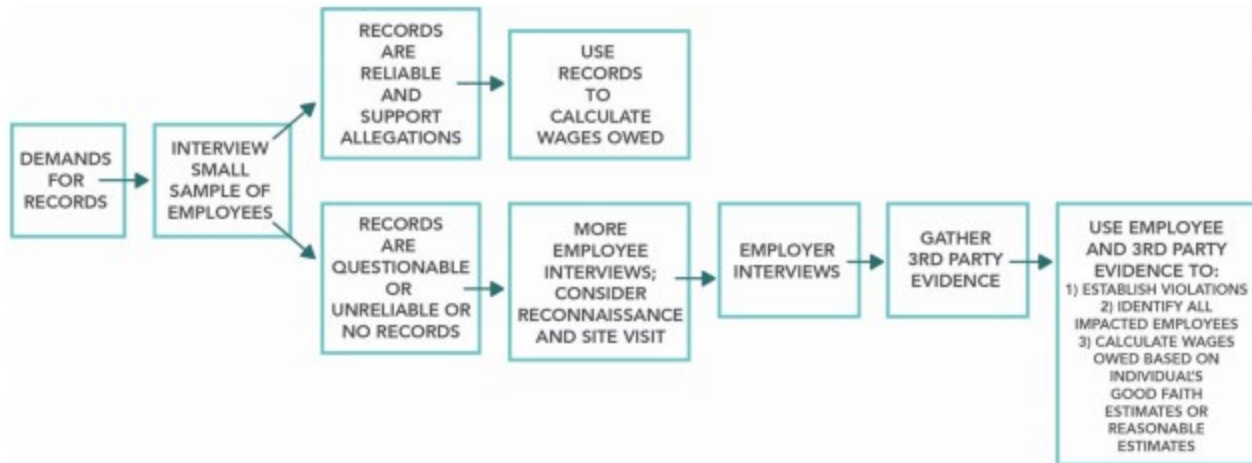 DEMANDS
FOR
RECORDS
INTERVIEW
SMALL
SAMPLE OF
EMPLOYEES
RECORDS
ARE
RELIABLE
AND
SUPPORT
ALLEGATIONS
USE
RECORDS
TO
CALCULATE
WAGES OWED
RECORDS
ARE
QUESTIONABLE
OR
UNRELIABLE OR
NO RECORDS
MORE
EMPLOYEE
INTERVIEWS;
CONSIDER
RECONNAISSANCE
AND SITE VISIT
EMPLOYER
INTERVIEWS
GATHER
3RD PARTY
EVIDENCE
USE EMPLOYEE
AND 3RD PARTY
EVIDENCE TO:
1) ESTABLISH VIOLATIONS
2) IDENTIFY ALL
IMPACTED EMPLOYEES
3) CALCULATE WAGES
OWED BASED ON
INDIVIDUAL'S
GOOD FAITH
ESTIMATES OR
REASONABLE
ESTIMATES